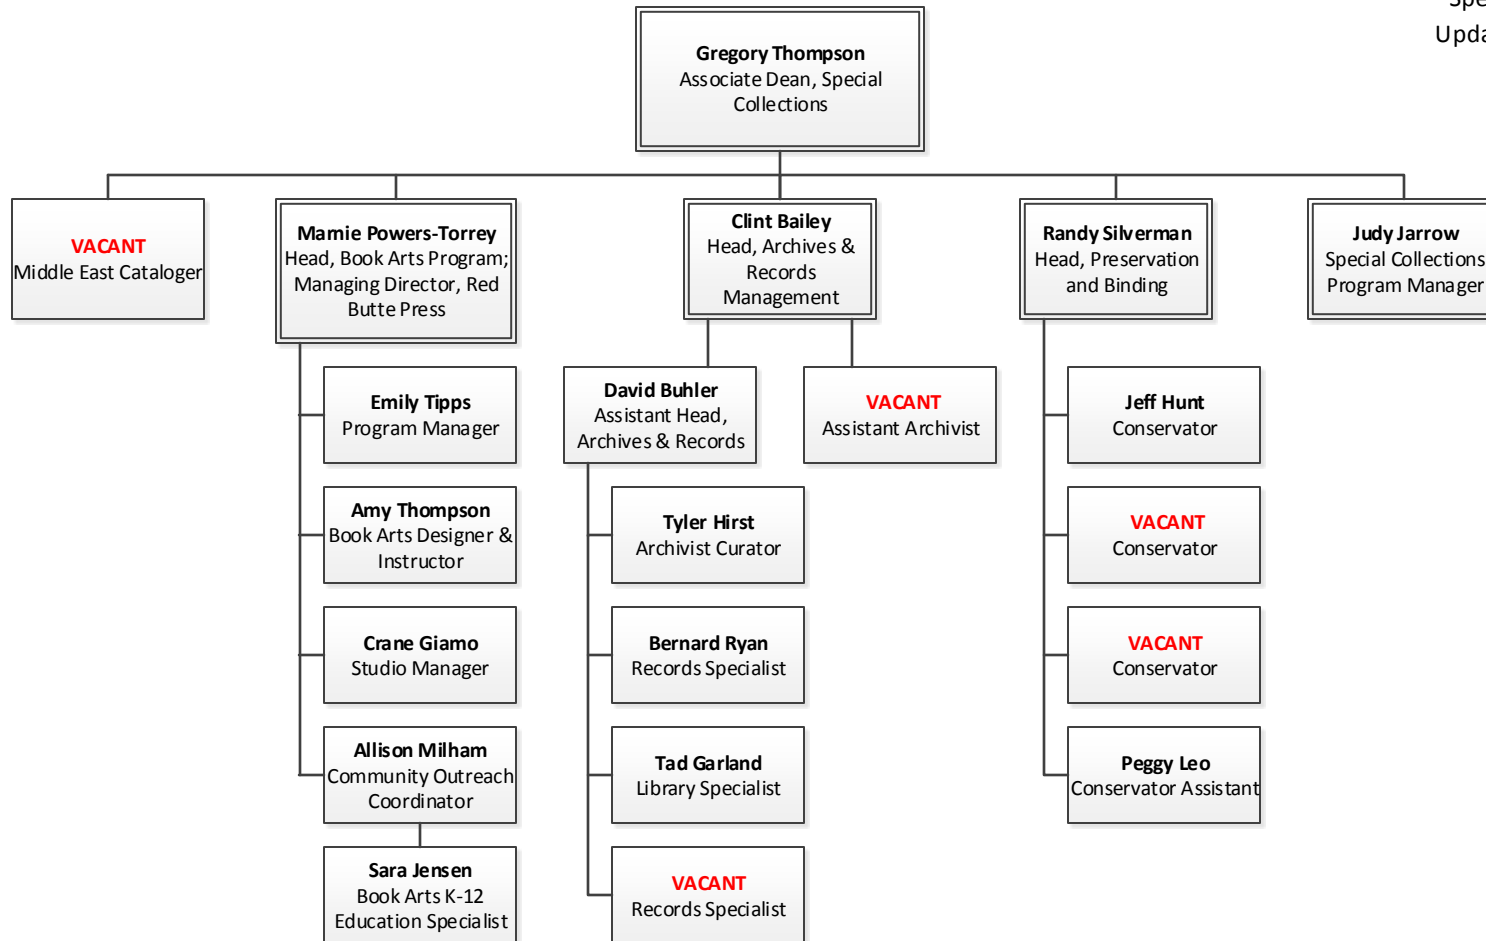 Gregory Thompson
Associate Dean, Special
Collections
VACANT
Middle East Cataloger
Marnie Powers-Torrey
Head, Book Arts Program;
Managing Director, Red
Butte Press
Clint Bailey
Head, Archives &
Records
Management
Randy Silverman
Head, Preservation
and Binding
Judy Jarrow
Special Collections
Program Manager
Emily Tipps
Program Manager
Amy Thompson
Book Arts Designer &
Instructor
Crane Giamo
Studio Manager
Allison Milham
Community Outreach
Coordinator
Sara Jensen
Book Arts K-12
Education Specialist
David Buhler
Assistant Head,
Archives & Records
VACANT
Assistant Archivist
Tyler Hirst
Archivist Curator
Bernard Ryan
Records Specialist
Tad Garland
Library Specialist
VACANT
Records Specialist
Jeff Hunt
Conservator
VACANT
Conservator
VACANT
Conservator
Peggy Leo
Conservator Assistant